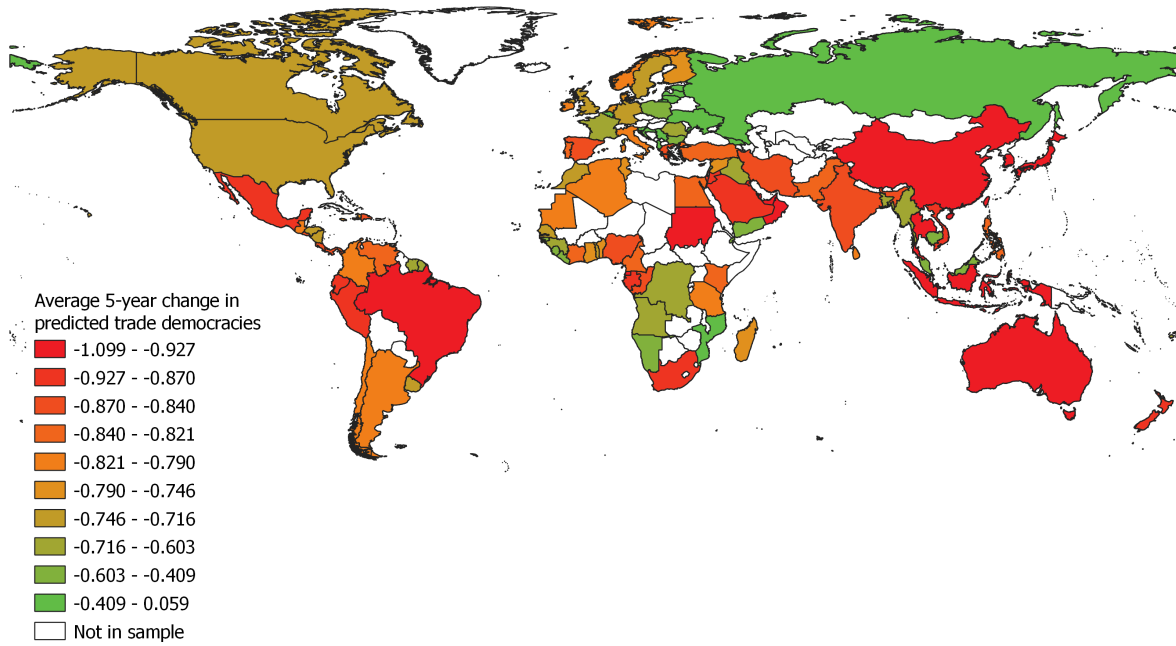 Average 5-year change in
predicted trade democracies
-1.099 - -0.927
-0.927 - -0.870
-0.870 - -0.840
-0.840 - -0.821
-0.821 - -0.790
-0.790 - -0.746
-0.746 - -0.716
-0.716 - -0.603
-0.603 - -0.409
-0.409 - 0.059
Not in sample